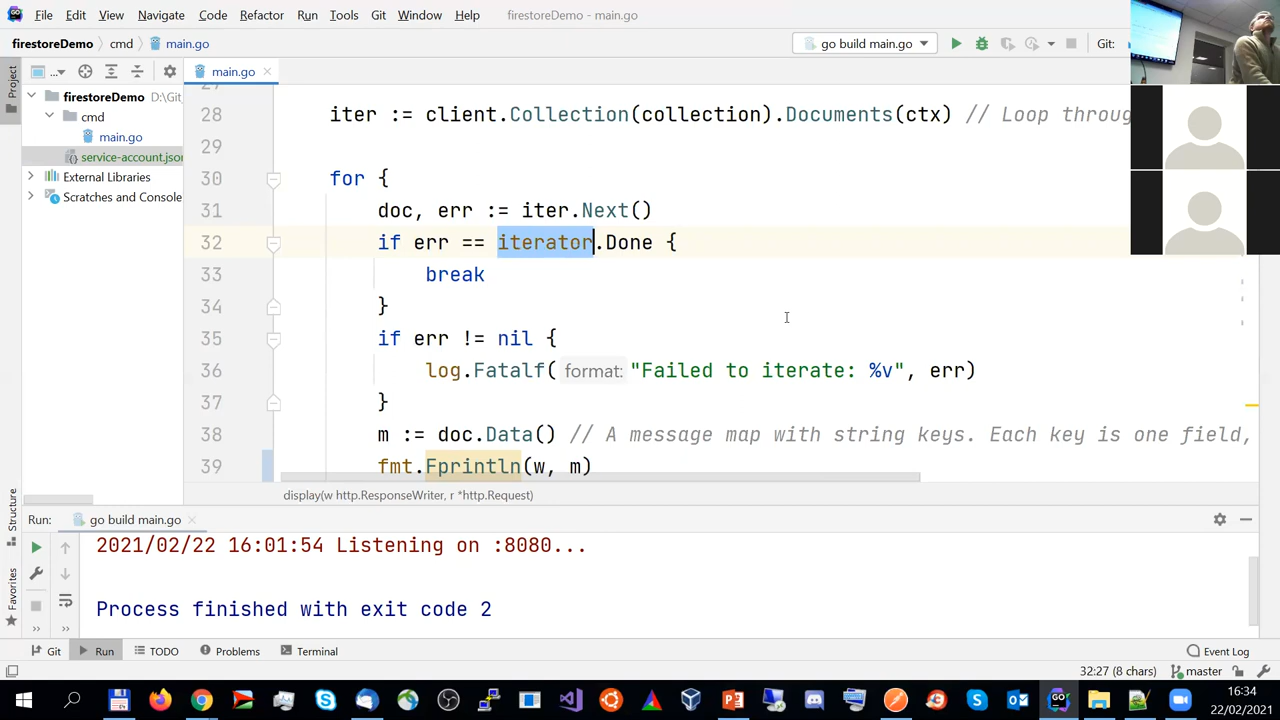 File Edit View Navigate Code Refactor Run Tools Git Window Help firestoreDemo - main.go
firestoreDemo cmd main.go go build main.go Git:
Project
main.go
firestoreDemo D:\Git_
cmd
main.go
service-account.json
External Libraries
Scratches and Console
28 iter := client.Collection(collection).Documents(ctx) // Loop throug
29
30 for {
31 doc, err := iter.Next()
32 if err == iterator.Done {
33 break
34 }
35 if err != nil {
36 log.Fatalf( format: "Failed to iterate: %v", err)
37 }
38 m := doc.Data() // A message map with string keys. Each key is one field,
39 fmt.Fprintln(w, m)
display(w http.ResponseWriter, r *http.Request)
Structure
Favorites
Run: go build main.go
2021/02/22 16:01:54 Listening on :8080...
Process finished with exit code 2
Git Run TODO Problems Terminal Event Log
32:27 (8 chars) master
16:34
22/02/2021